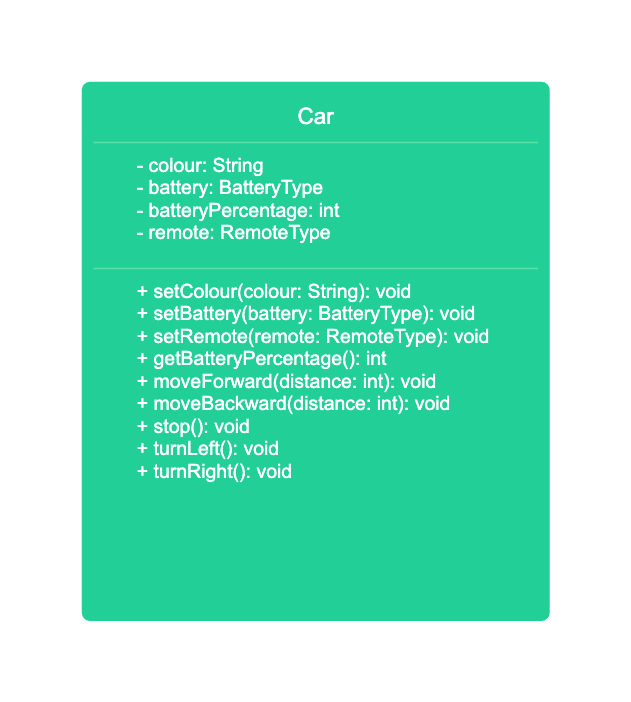 Car
- colour: String
- battery: BatteryType
- batteryPercentage: int
- remote: RemoteType
+ setColour(colour: String): void
+ setBattery(battery: BatteryType): void
+ setRemote(remote: RemoteType): void
+ getBatteryPercentage(): int
+ moveForward(distance: int): void
+ moveBackward(distance: int): void
+ stop(): void
+ turnLeft(): void
+ turnRight(): void